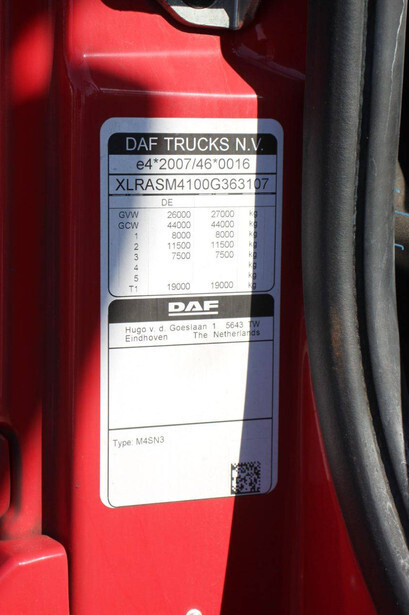 DAF TRUCKS N.V.
e4*2007/46*0016
XLRASM4100G363107
DE
GVW 26000 27000 kg
GCW 44000 44000 kg
1 8000 8000 kg
2 11500 11500 kg
3 7500 7500 kg
4 kg
5 kg
T1 19000 19000 kg
DAF
Hugo v. d. Goeslaan 1 5643 TW
Eindhoven The Netherlands
Type: M4SN3